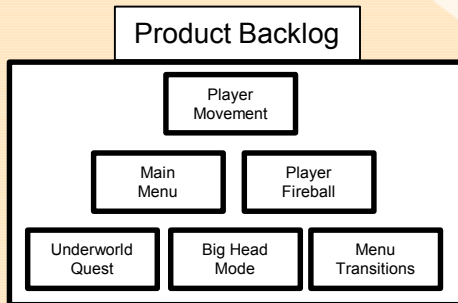 Product Backlog
Player
Movement
Main
Menu
Player
Fireball
Underworld
Quest
Big Head
Mode
Menu
Transitions